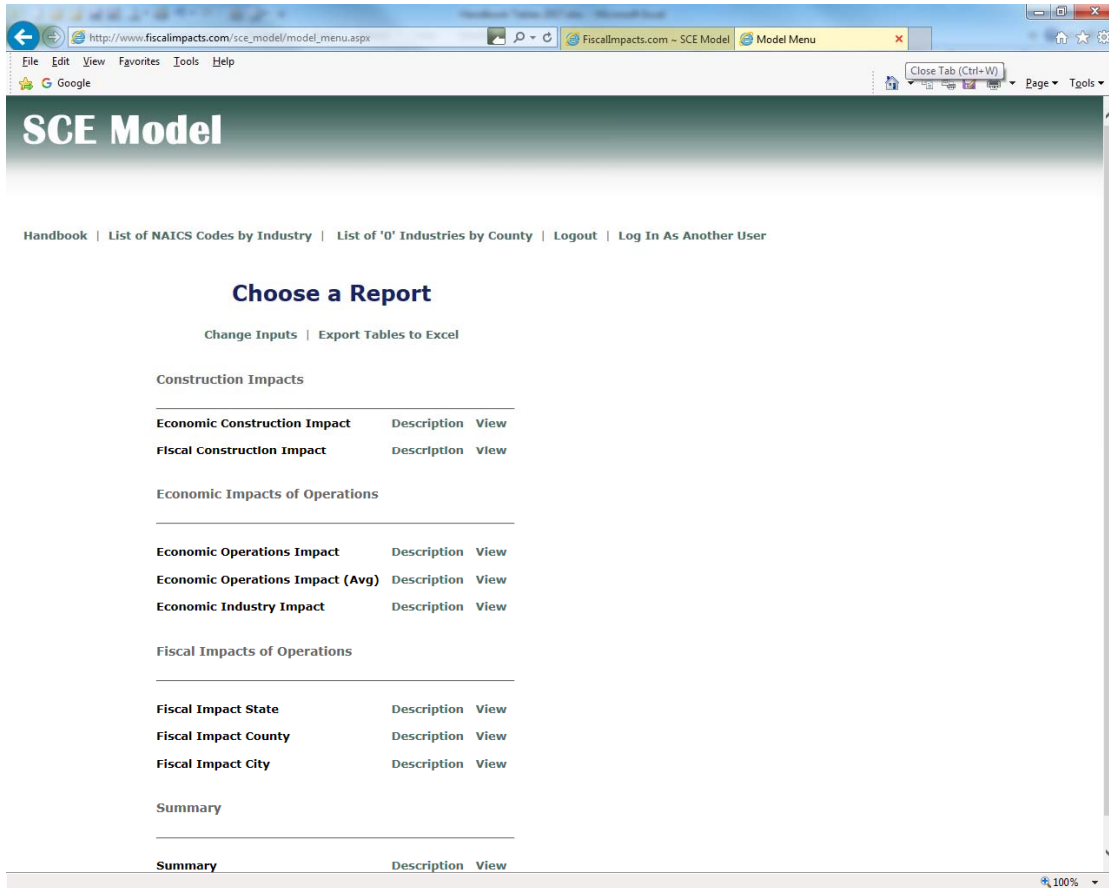 http://www.fiscalimpacts.com/sce_model/model_menu.aspx
FiscalImpacts.com ~ SCE Model
Model Menu
File Edit View Favorites Tools Help
Close Tab (Ctrl+W)
Google
Page Tools
SCE Model
Handbook | List of NAICS Codes by Industry | List of '0' Industries by County | Logout | Log In As Another User
Choose a Report
Change Inputs | Export Tables to Excel
Construction Impacts
Economic Construction Impact Description View
Fiscal Construction Impact Description View
Economic Impacts of Operations
Economic Operations Impact Description View
Economic Operations Impact (Avg) Description View
Economic Industry Impact Description View
Fiscal Impacts of Operations
Fiscal Impact State Description View
Fiscal Impact County Description View
Fiscal Impact City Description View
Summary
Summary Description View
100%